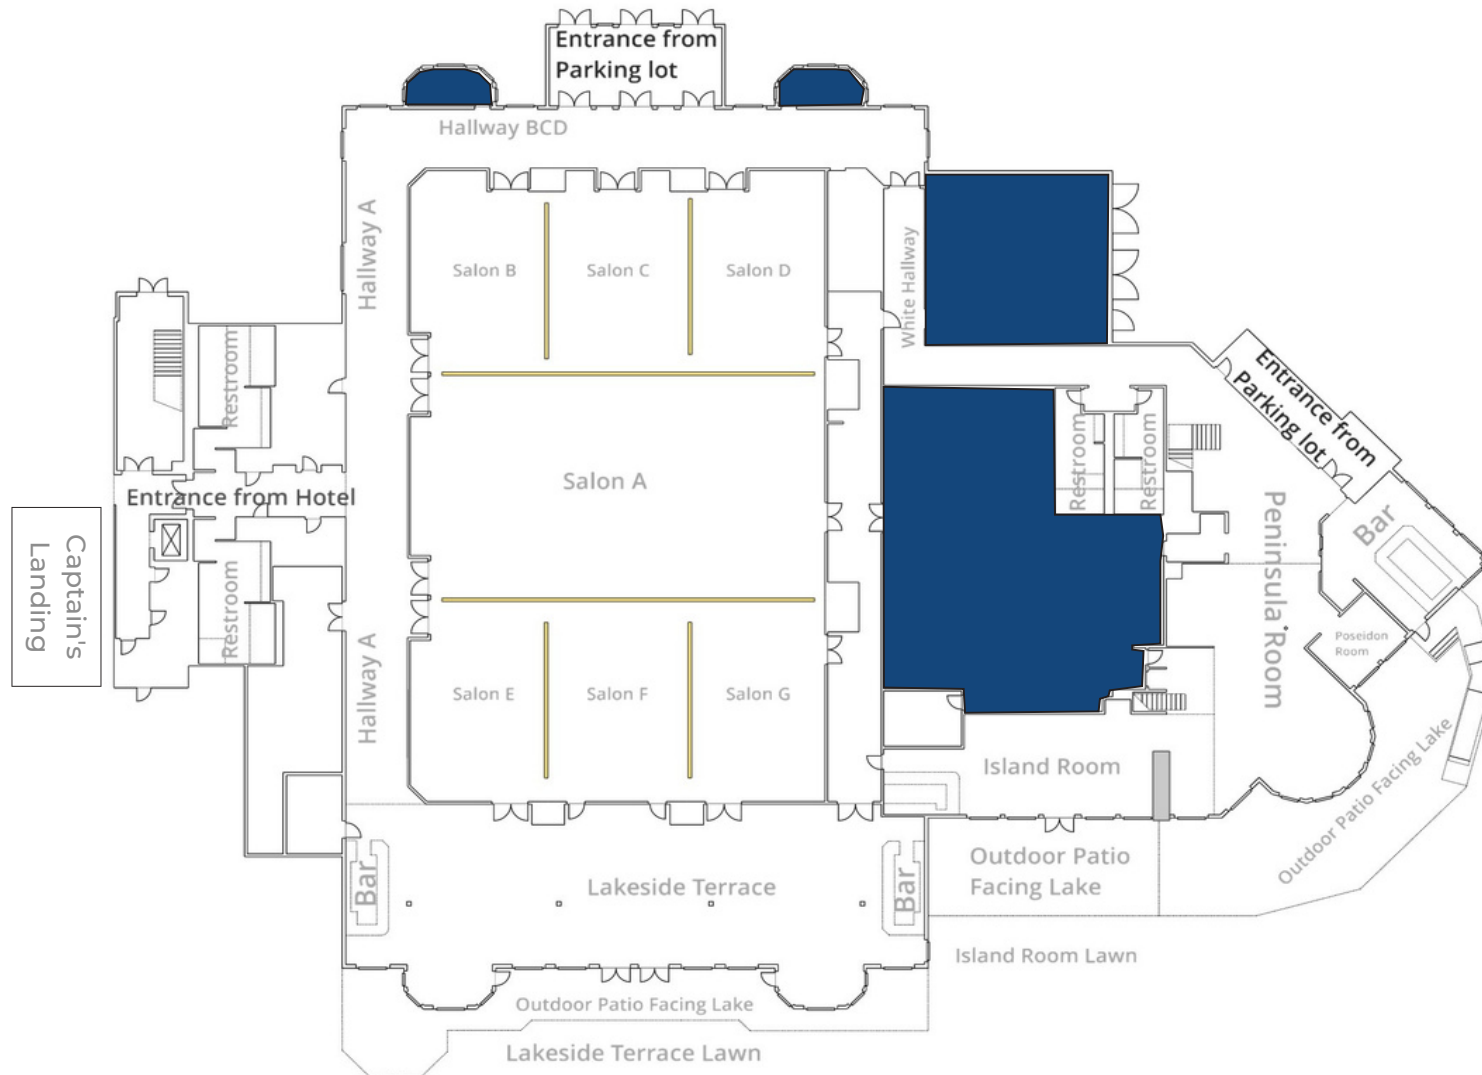 Entrance from
Parking lot
Hallway BCD
Hallway A
Salon B
Salon C
Salon D
White Hallway
Restroom
Entrance from
Parking lot
Entrance from Hotel
Salon A
Restroom
Restroom
Peninsula Room
Bar
Captain's
Landing
Restroom
Hallway A
Salon E
Salon F
Salon G
Poseidon
Room
Island Room
Outdoor Patio Facing Lake
Bar
Lakeside Terrace
Bar
Outdoor Patio
Facing Lake
Island Room Lawn
Outdoor Patio Facing Lake
Lakeside Terrace Lawn